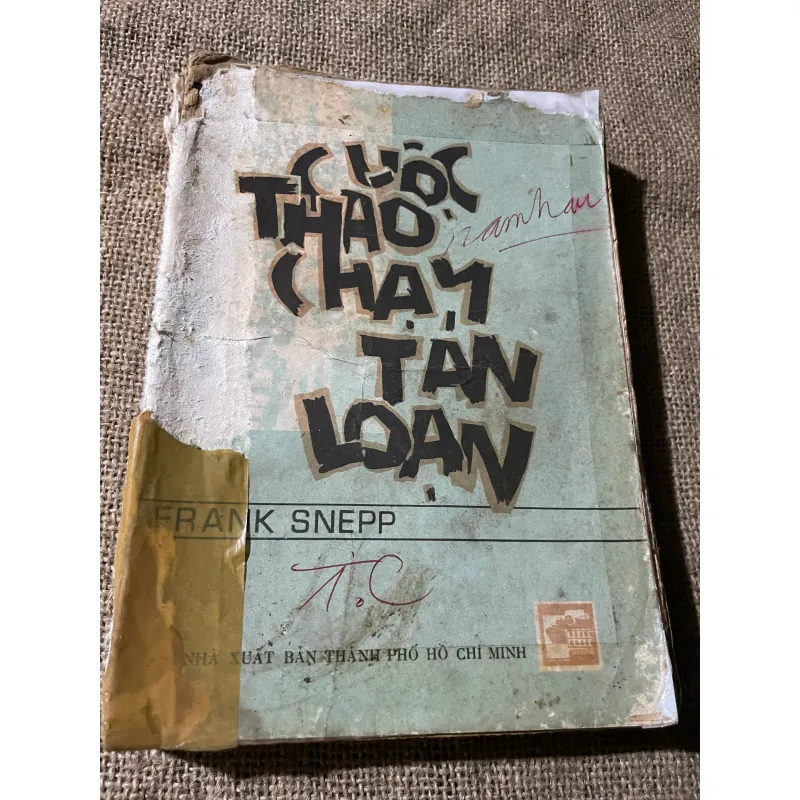 CUỘC
THÁO
CHẠY
TÁN
LOẠN
FRANK SNEPP
T.C
NHÀ XUẤT BẢN THÀNH PHỐ HỒ CHÍ MINH